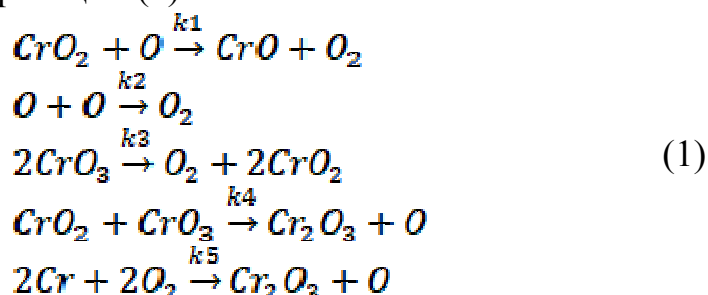 CrO₂ + O →k1 CrO + O₂
O + O →k2 O₂
2CrO₃ →k3 O₂ + 2CrO₂ (1)
CrO₂ + CrO₃ →k4 Cr₂O₃ + O
2Cr + 2O₂ →k5 Cr₂O₃ + O